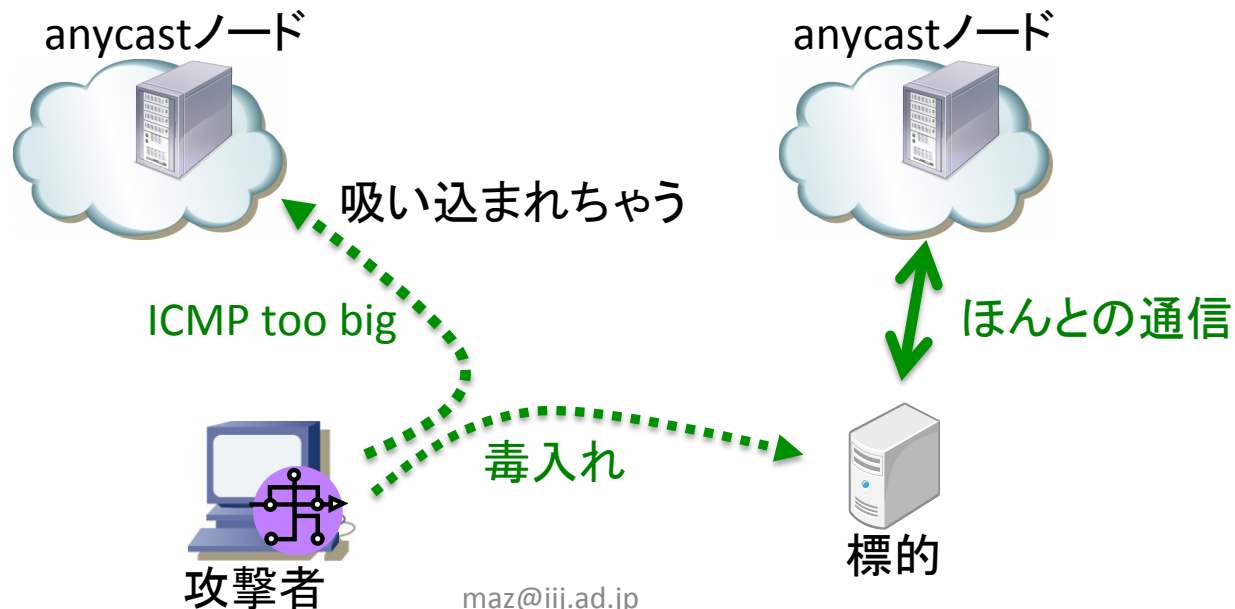 anycastノード
anycastノード
吸い込まれちゃう
ICMP too big
ほんとの通信
毒入れ
標的
攻撃者
maz@iij.ad.jp